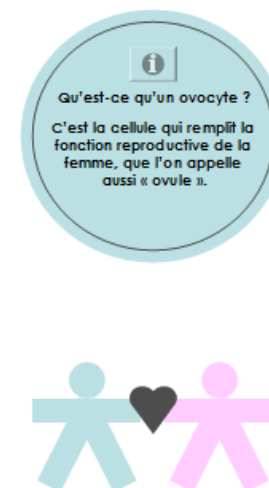 Qu'est-ce qu'un ovocyte ?
C'est la cellule qui remplit la
fonction reproductive de la
femme, que l'on appelle
aussi « ovule ».